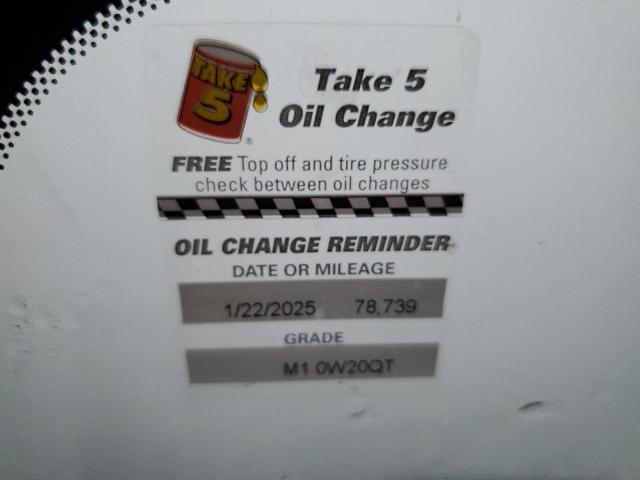 TAKE
5
Take 5
Oil Change
FREE Top off and tire pressure
check between oil changes
OIL CHANGE REMINDER
DATE OR MILEAGE
1/22/2025 78,739
GRADE
M1 0W20QT